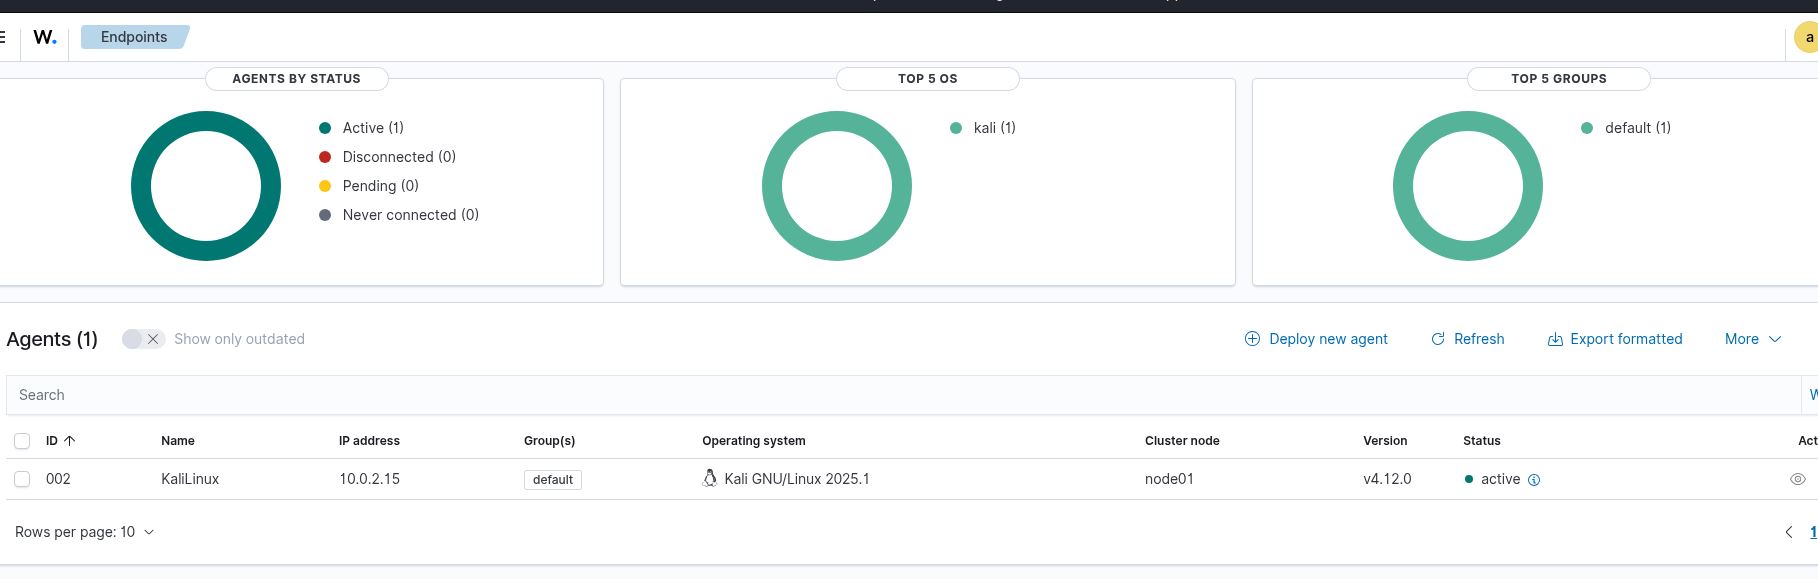 W. Endpoints a
AGENTS BY STATUS
Active (1)
Disconnected (0)
Pending (0)
Never connected (0)
TOP 5 OS
kali (1)
TOP 5 GROUPS
default (1)
Agents (1) Show only outdated Deploy new agent Refresh Export formatted More
Search
ID Name IP address Group(s) Operating system Cluster node Version Status Act
002 KaliLinux 10.0.2.15 default Kali GNU/Linux 2025.1 node01 v4.12.0 active
Rows per page: 10 1